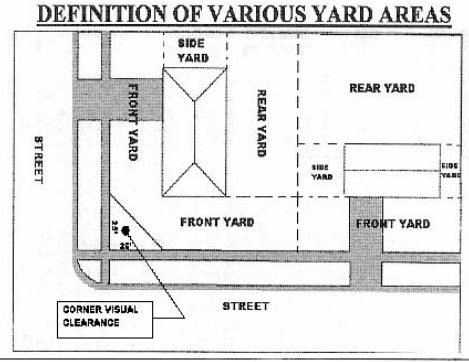 DEFINITION OF VARIOUS YARD AREAS
SIDE
YARD
REAR YARD
FRONT YARD
REAR YARD
STREET
SIDE
YARD
SIDE
YARD
25'
25'
FRONT YARD
FRONT YARD
CORNER VISUAL
CLEARANCE
STREET